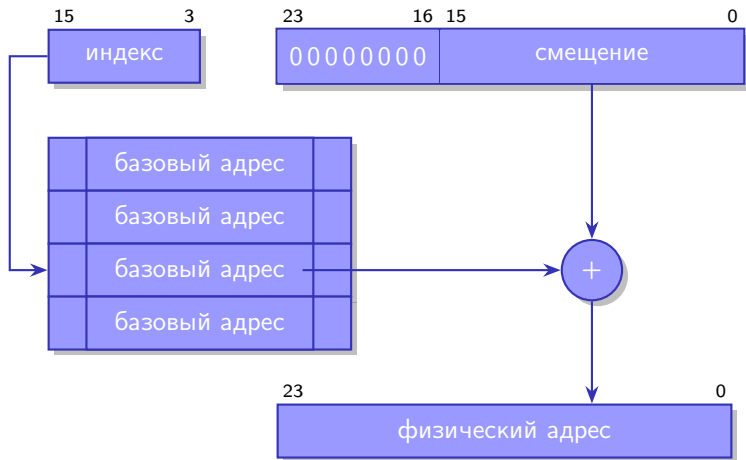 15 3 23 16 15 0
индекс 00000000 смещение
базовый адрес
базовый адрес
базовый адрес +
базовый адрес
23 0
физический адрес